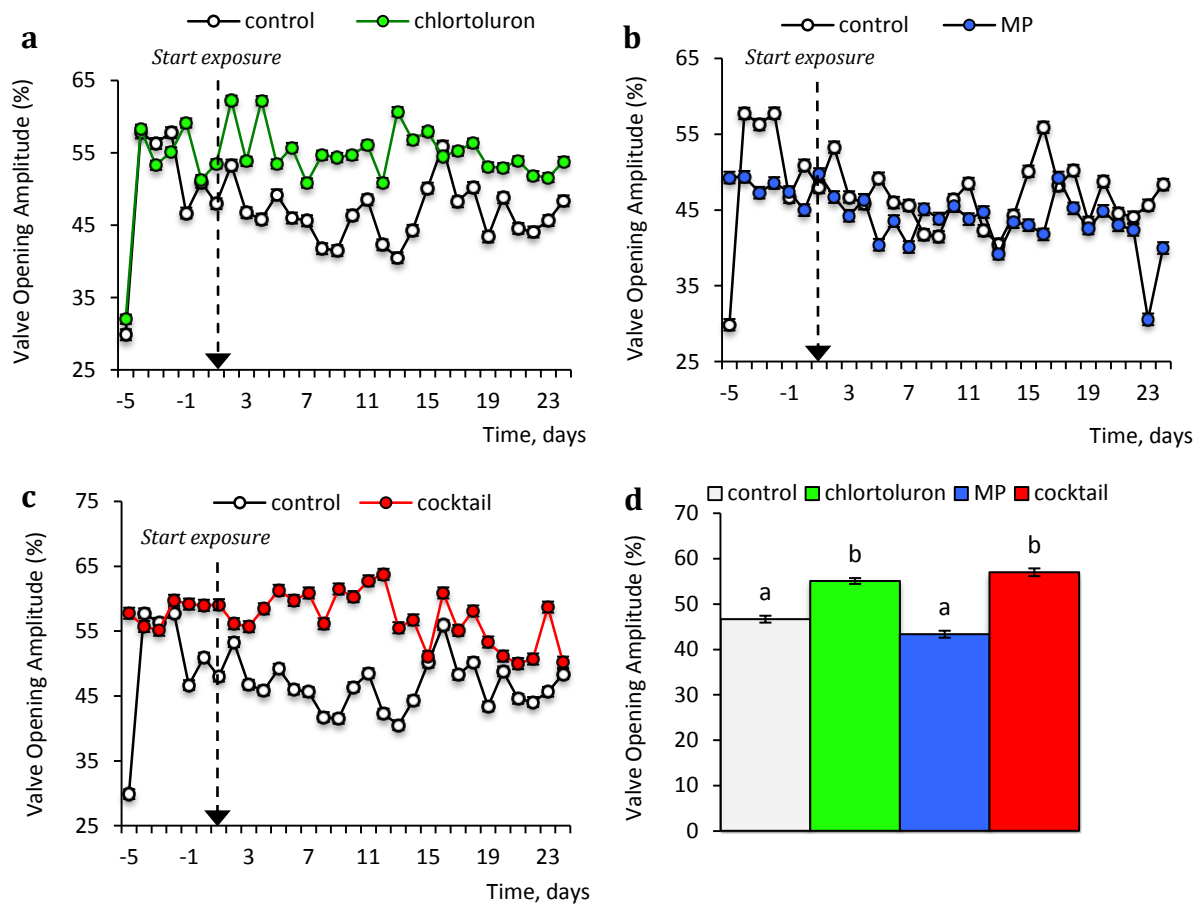 a
control chlortoluron
Start exposure
Valve Opening Amplitude (%)
65
55
45
35
25
-5 -1 3 7 11 15 19 23
Time, days
b
control MP
Start exposure
Valve Opening Amplitude (%)
65
55
45
35
25
-5 -1 3 7 11 15 19 23
Time, days
c
control cocktail
Start exposure
Valve Opening Amplitude (%)
75
65
55
45
35
25
-5 -1 3 7 11 15 19 23
Time, days
d
control chlortoluron MP cocktail
Valve Opening Amplitude (%)
70
60
50
40
30
20
10
0
a b a b